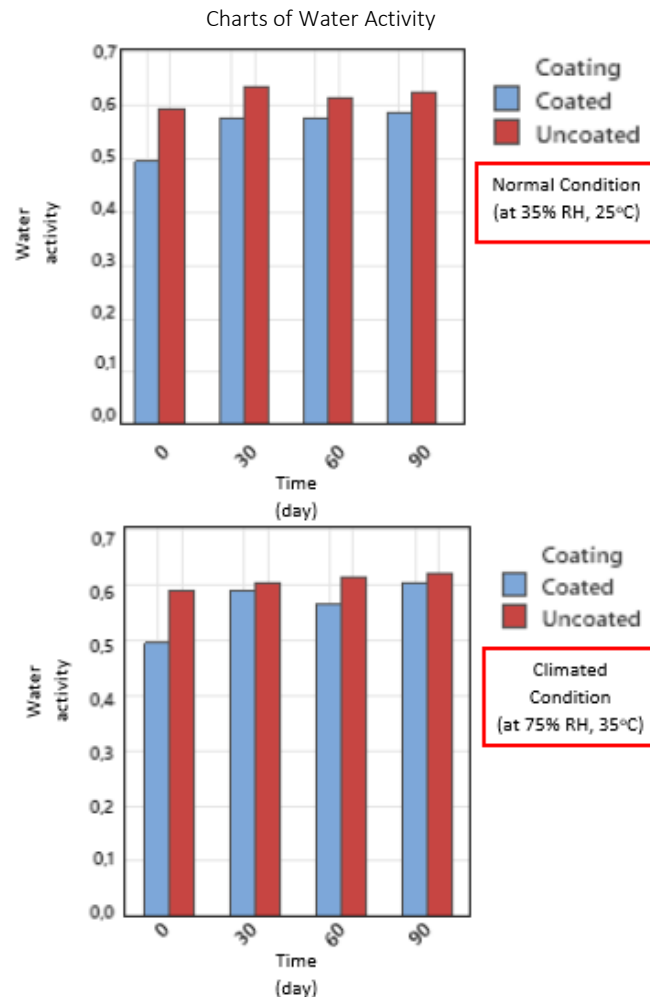 Charts of Water Activity
0,7
0,6
0,5
0,4
0,3
0,2
0,1
0,0
Water
activity
0
30
60
90
Time
(day)
Coating
Coated
Uncoated
Normal Condition
(at 35% RH, 25°C)
0,7
0,6
0,5
0,4
0,3
0,2
0,1
0,0
Water
activity
0
30
60
90
Time
(day)
Coating
Coated
Uncoated
Climated
Condition
(at 75% RH, 35°C)